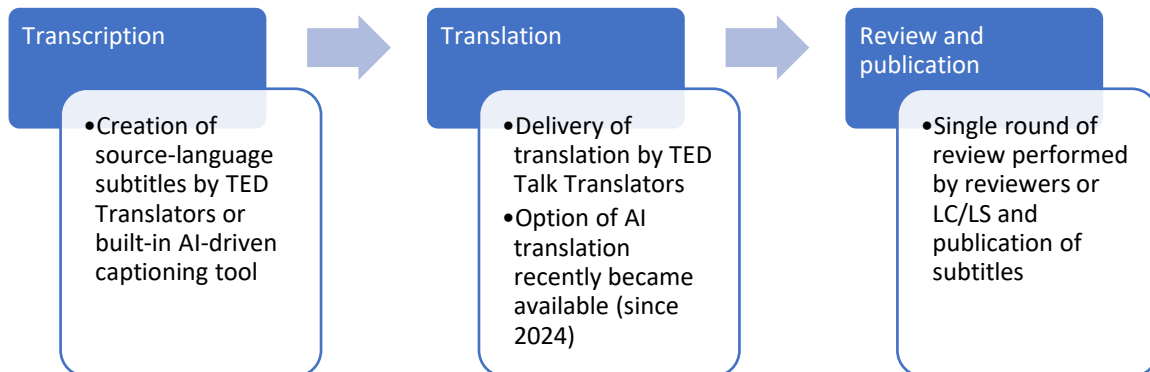 Transcription
•Creation of
source-language
subtitles by TED
Translators or
built-in AI-driven
captioning tool
Translation
•Delivery of
translation by TED
Talk Translators
•Option of AI
translation
recently became
available (since
2024)
Review and
publication
•Single round of
review performed
by reviewers or
LC/LS and
publication of
subtitles